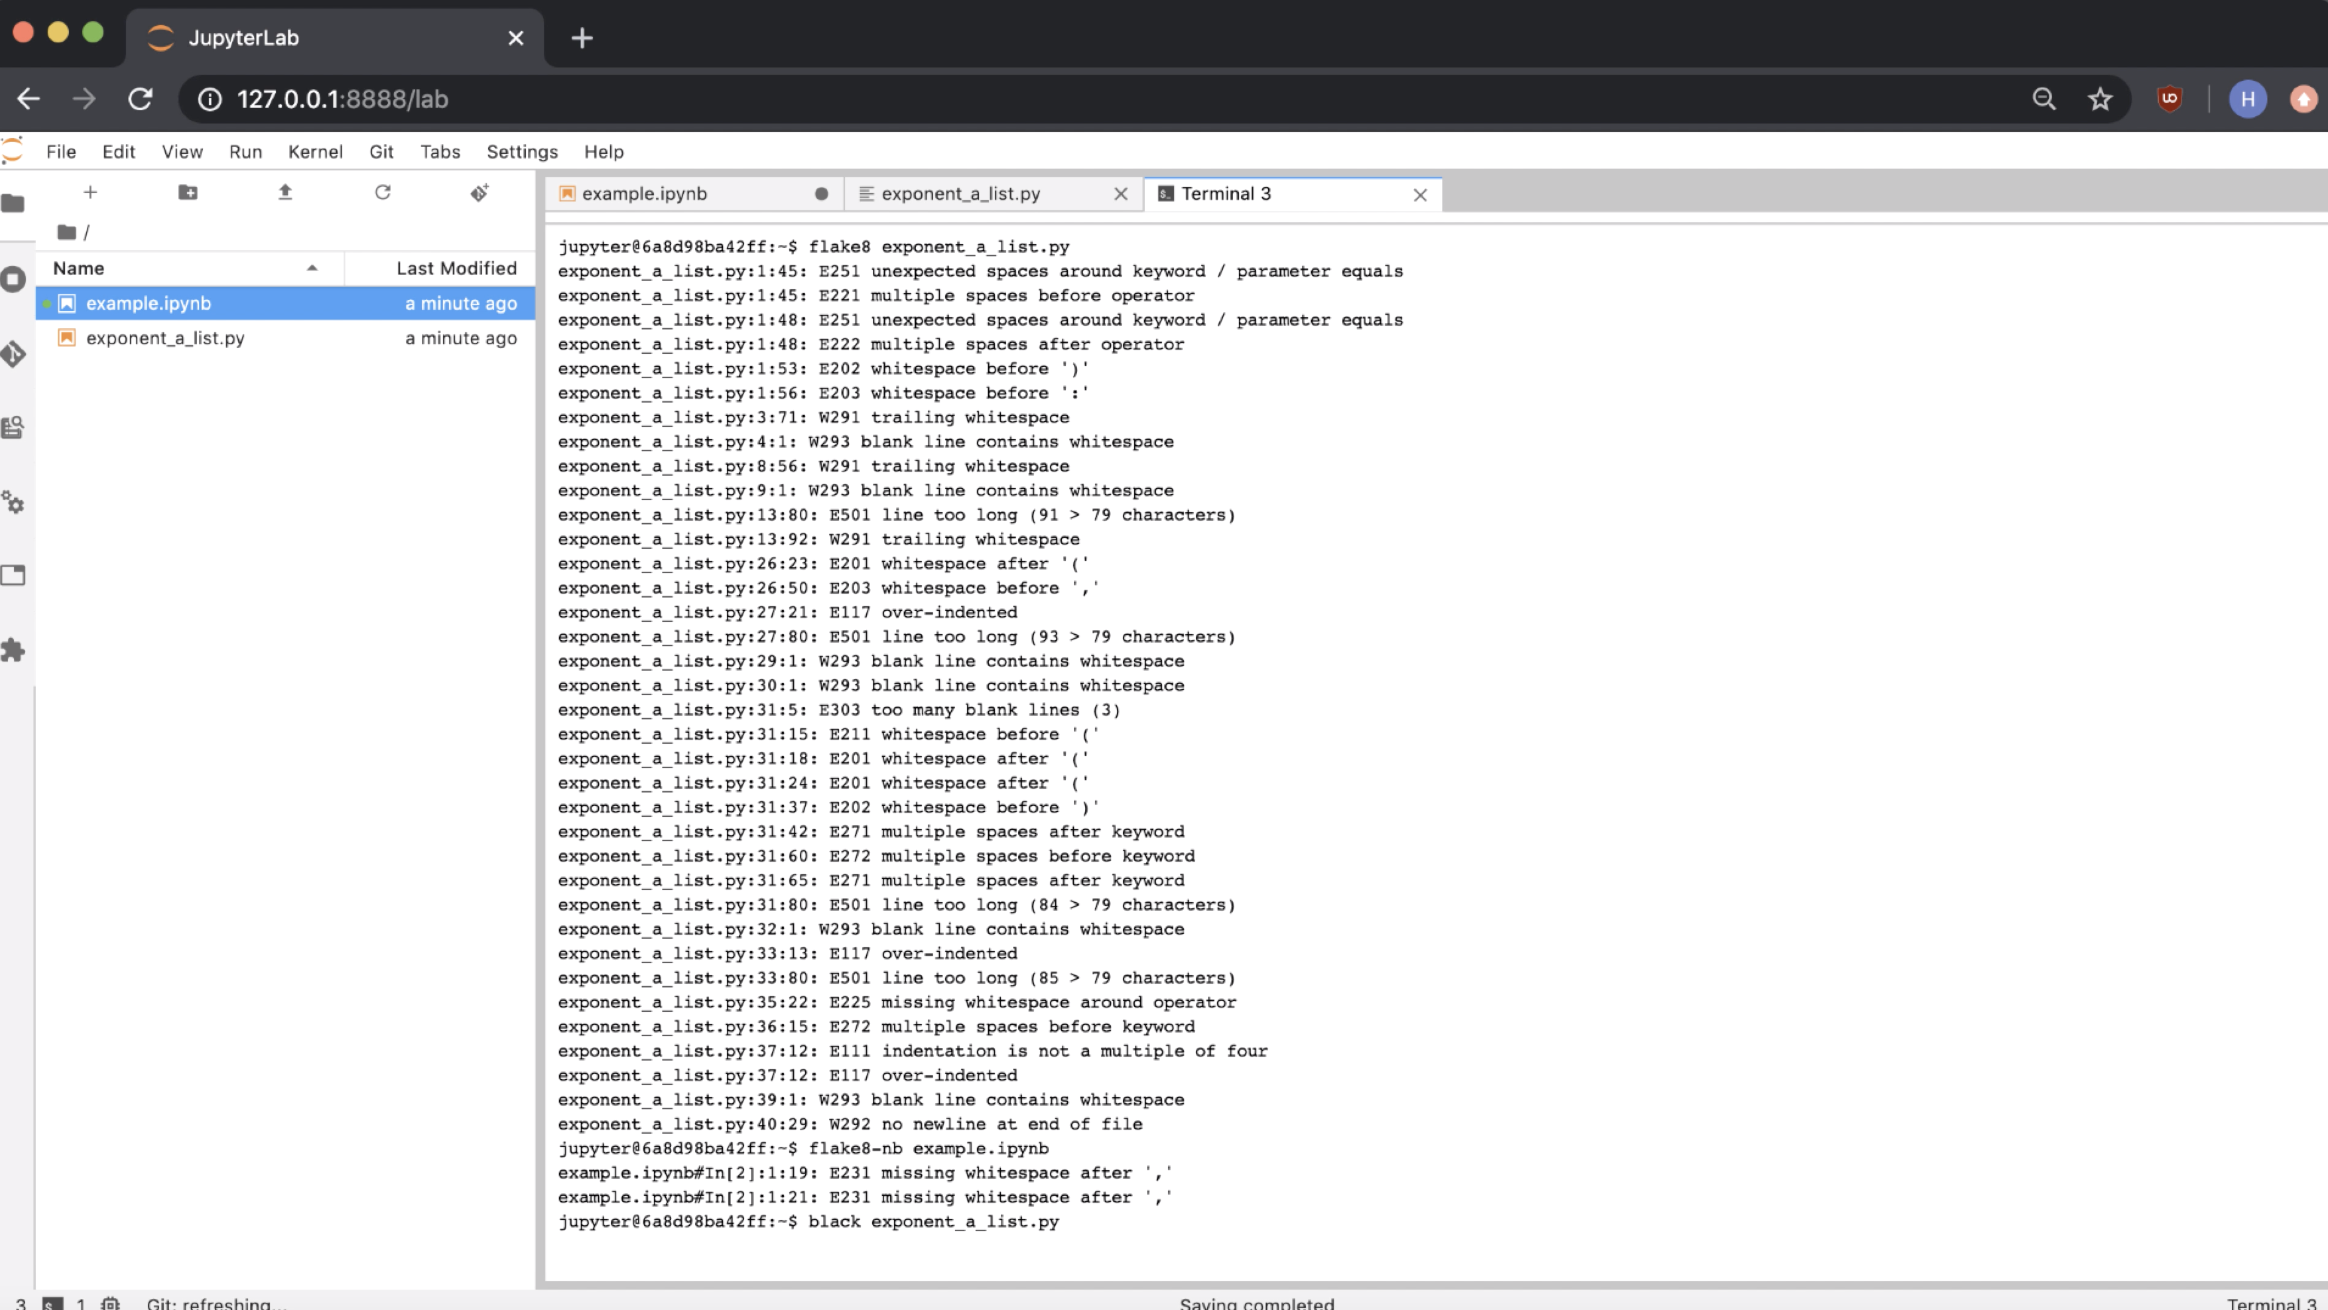 JupyterLab
127.0.0.1:8888/lab
H
File Edit View Run Kernel Git Tabs Settings Help
example.ipynb exponent_a_list.py Terminal 3
/
Name Last Modified
example.ipynb a minute ago
exponent_a_list.py a minute ago
jupyter@6a8d98ba42ff:~$ flake8 exponent_a_list.py
exponent_a_list.py:1:45: E251 unexpected spaces around keyword / parameter equals
exponent_a_list.py:1:45: E221 multiple spaces before operator
exponent_a_list.py:1:48: E251 unexpected spaces around keyword / parameter equals
exponent_a_list.py:1:48: E222 multiple spaces after operator
exponent_a_list.py:1:53: E202 whitespace before ')'
exponent_a_list.py:1:56: E203 whitespace before ':'
exponent_a_list.py:3:71: W291 trailing whitespace
exponent_a_list.py:4:1: W293 blank line contains whitespace
exponent_a_list.py:8:56: W291 trailing whitespace
exponent_a_list.py:9:1: W293 blank line contains whitespace
exponent_a_list.py:13:80: E501 line too long (91 > 79 characters)
exponent_a_list.py:13:92: W291 trailing whitespace
exponent_a_list.py:26:23: E201 whitespace after '('
exponent_a_list.py:26:50: E203 whitespace before ','
exponent_a_list.py:27:21: E117 over-indented
exponent_a_list.py:27:80: E501 line too long (93 > 79 characters)
exponent_a_list.py:29:1: W293 blank line contains whitespace
exponent_a_list.py:30:1: W293 blank line contains whitespace
exponent_a_list.py:31:5: E303 too many blank lines (3)
exponent_a_list.py:31:15: E211 whitespace before '('
exponent_a_list.py:31:18: E201 whitespace after '('
exponent_a_list.py:31:24: E201 whitespace after '('
exponent_a_list.py:31:37: E202 whitespace before ')'
exponent_a_list.py:31:42: E271 multiple spaces after keyword
exponent_a_list.py:31:60: E272 multiple spaces before keyword
exponent_a_list.py:31:65: E271 multiple spaces after keyword
exponent_a_list.py:31:80: E501 line too long (84 > 79 characters)
exponent_a_list.py:32:1: W293 blank line contains whitespace
exponent_a_list.py:33:13: E117 over-indented
exponent_a_list.py:33:80: E501 line too long (85 > 79 characters)
exponent_a_list.py:35:22: E225 missing whitespace around operator
exponent_a_list.py:36:15: E272 multiple spaces before keyword
exponent_a_list.py:37:12: E111 indentation is not a multiple of four
exponent_a_list.py:37:12: E117 over-indented
exponent_a_list.py:39:1: W293 blank line contains whitespace
exponent_a_list.py:40:29: W292 no newline at end of file
jupyter@6a8d98ba42ff:~$ flake8-nb example.ipynb
example.ipynb#In[2]:1:19: E231 missing whitespace after ','
example.ipynb#In[2]:1:21: E231 missing whitespace after ','
jupyter@6a8d98ba42ff:~$ black exponent_a_list.py
3 1 Git: refreshing... Saving completed Terminal 3